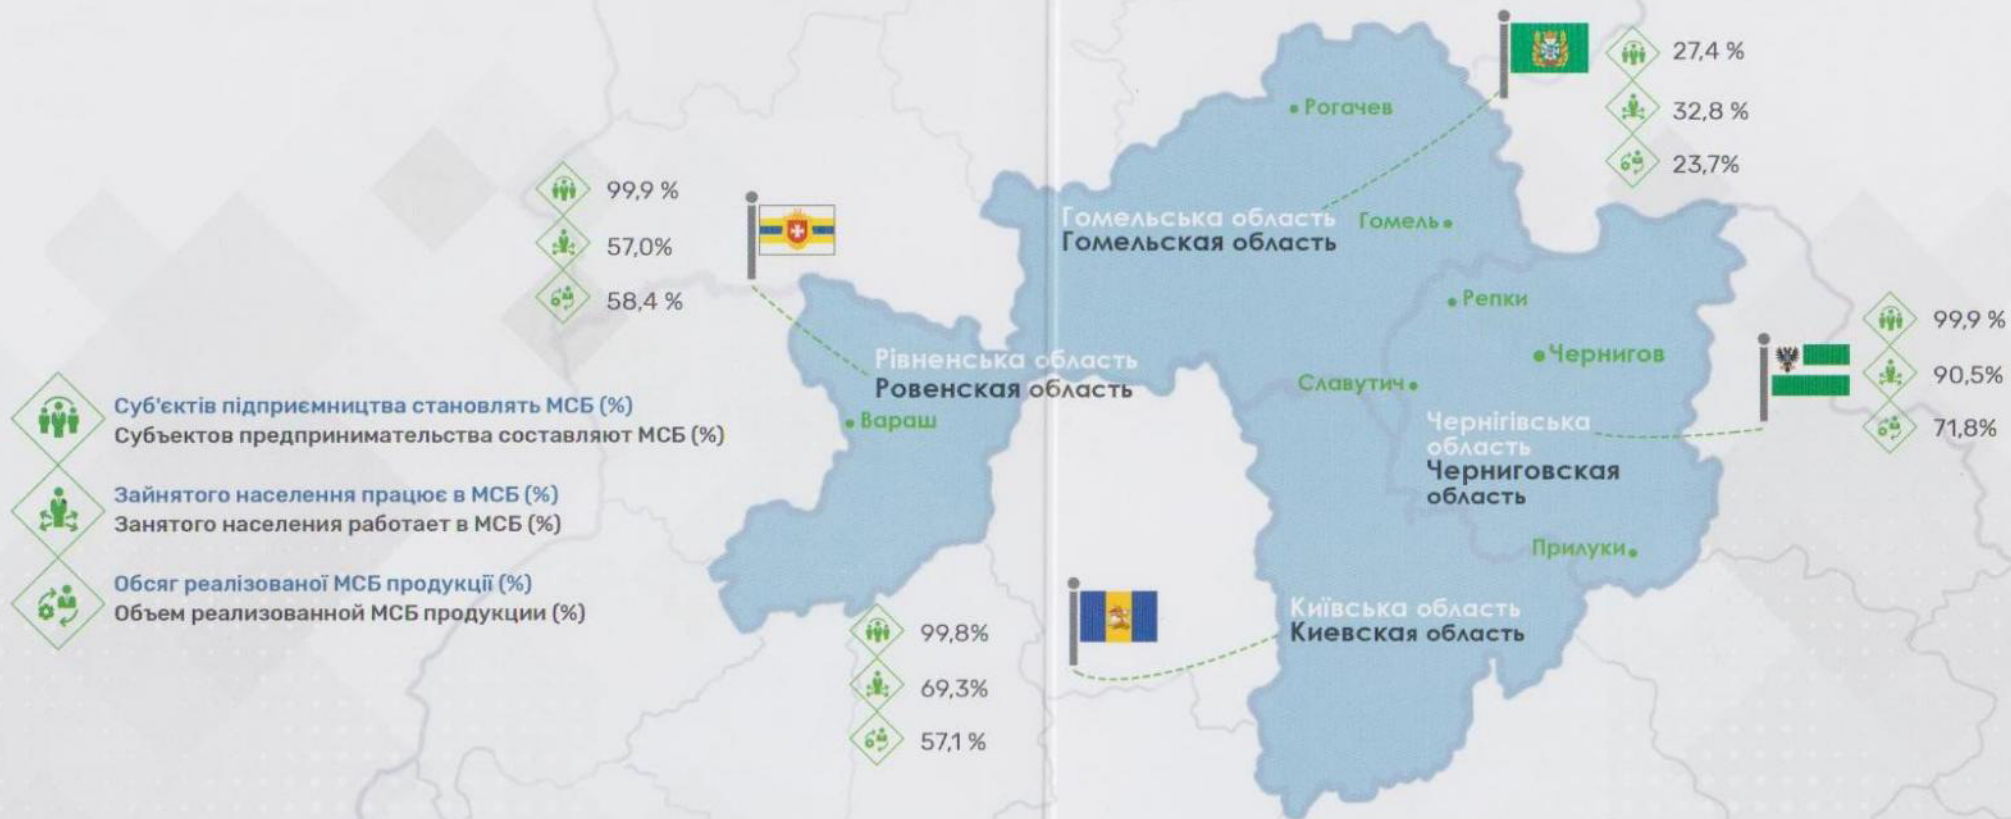 27,4 %
32,8 %
23,7%
Рогачев
99,9 %
57,0%
58,4 %
Гомельська область
Гомельская область
Гомель
Репки
99,9 %
90,5%
71,8%
Чернигов
Рівненська область
Ровенская область
Славутич
Вараш
Чернігівська
область
Черниговская
область
Суб'єктів підприємництва становлять МСБ (%)
Субъектов предпринимательства составляют МСБ (%)
Зайнятого населення працює в МСБ (%)
Занятого населения работает в МСБ (%)
Прилуки
Обсяг реалізованої МСБ продукції (%)
Объем реализованной МСБ продукции (%)
Київська область
Киевская область
99,8%
69,3%
57,1 %